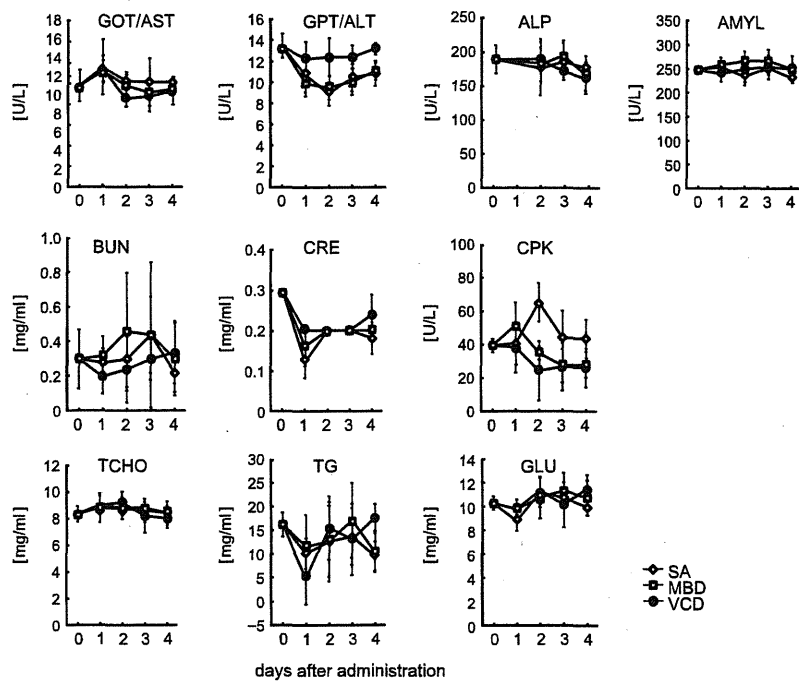 GOT/AST
GPT/ALT
ALP
AMYL
[U/L]
18
16
14
12
10
8
6
4
2
0
0 1 2 3 4
[U/L]
16
14
12
10
8
6
4
2
0
0 1 2 3 4
[U/L]
250
200
150
100
50
0
0 1 2 3 4
[U/L]
350
300
250
200
150
100
50
0
0 1 2 3 4
BUN
CRE
CPK
[mg/ml]
1.0
0.8
0.6
0.4
0.2
0
0 1 2 3 4
[mg/ml]
0.4
0.3
0.2
0.1
0
0 1 2 3 4
[U/L]
100
80
60
40
20
0
0 1 2 3 4
TCHO
TG
GLU
[mg/ml]
12
10
8
6
4
2
0
0 1 2 3 4
[mg/ml]
30
25
20
15
10
5
0
−5
0 1 2 3 4
[mg/ml]
14
12
10
8
6
4
2
0
0 1 2 3 4
SA
MBD
VCD
days after administration